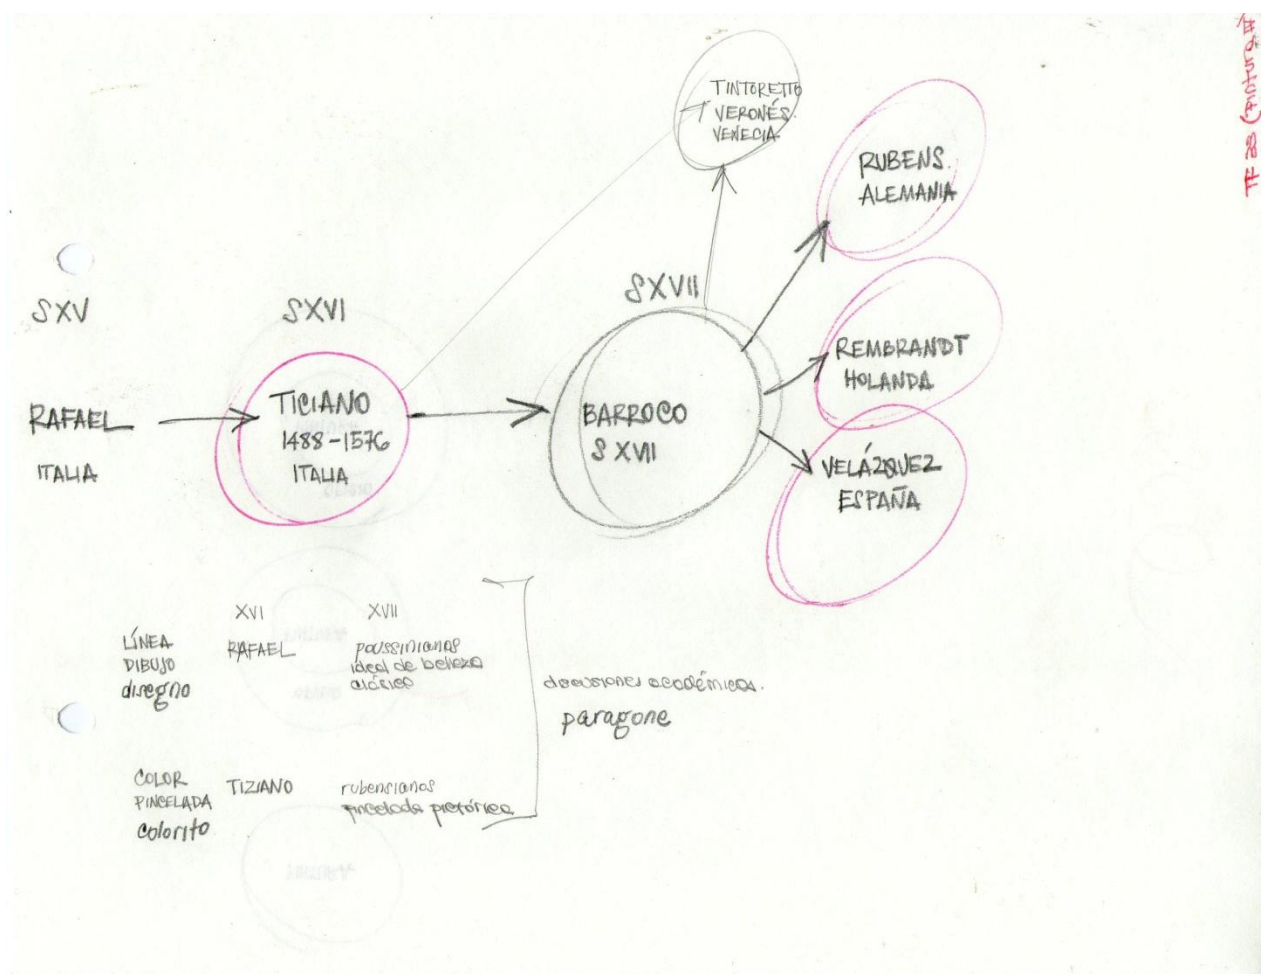 TINTORETTO
VERONÉS.
VENECIA
RUBENS.
ALEMANIA
SXV
SXVI
SXVII
REMBRANDT
HOLANDA
RAFAEL
ITALIA
TICIANO
1488-1576
ITALIA
BARROCO
SXVII
VELÁZQUEZ
ESPAÑA
XVI
XVII
LÍNEA
DIBUJO
disegno
RAFAEL
poussinianos
ideal de belleza
clásico
discusiones académicas.
paragone
COLOR
PINCELADA
colorito
TIZIANO
rubensianos
pincelada pictórica